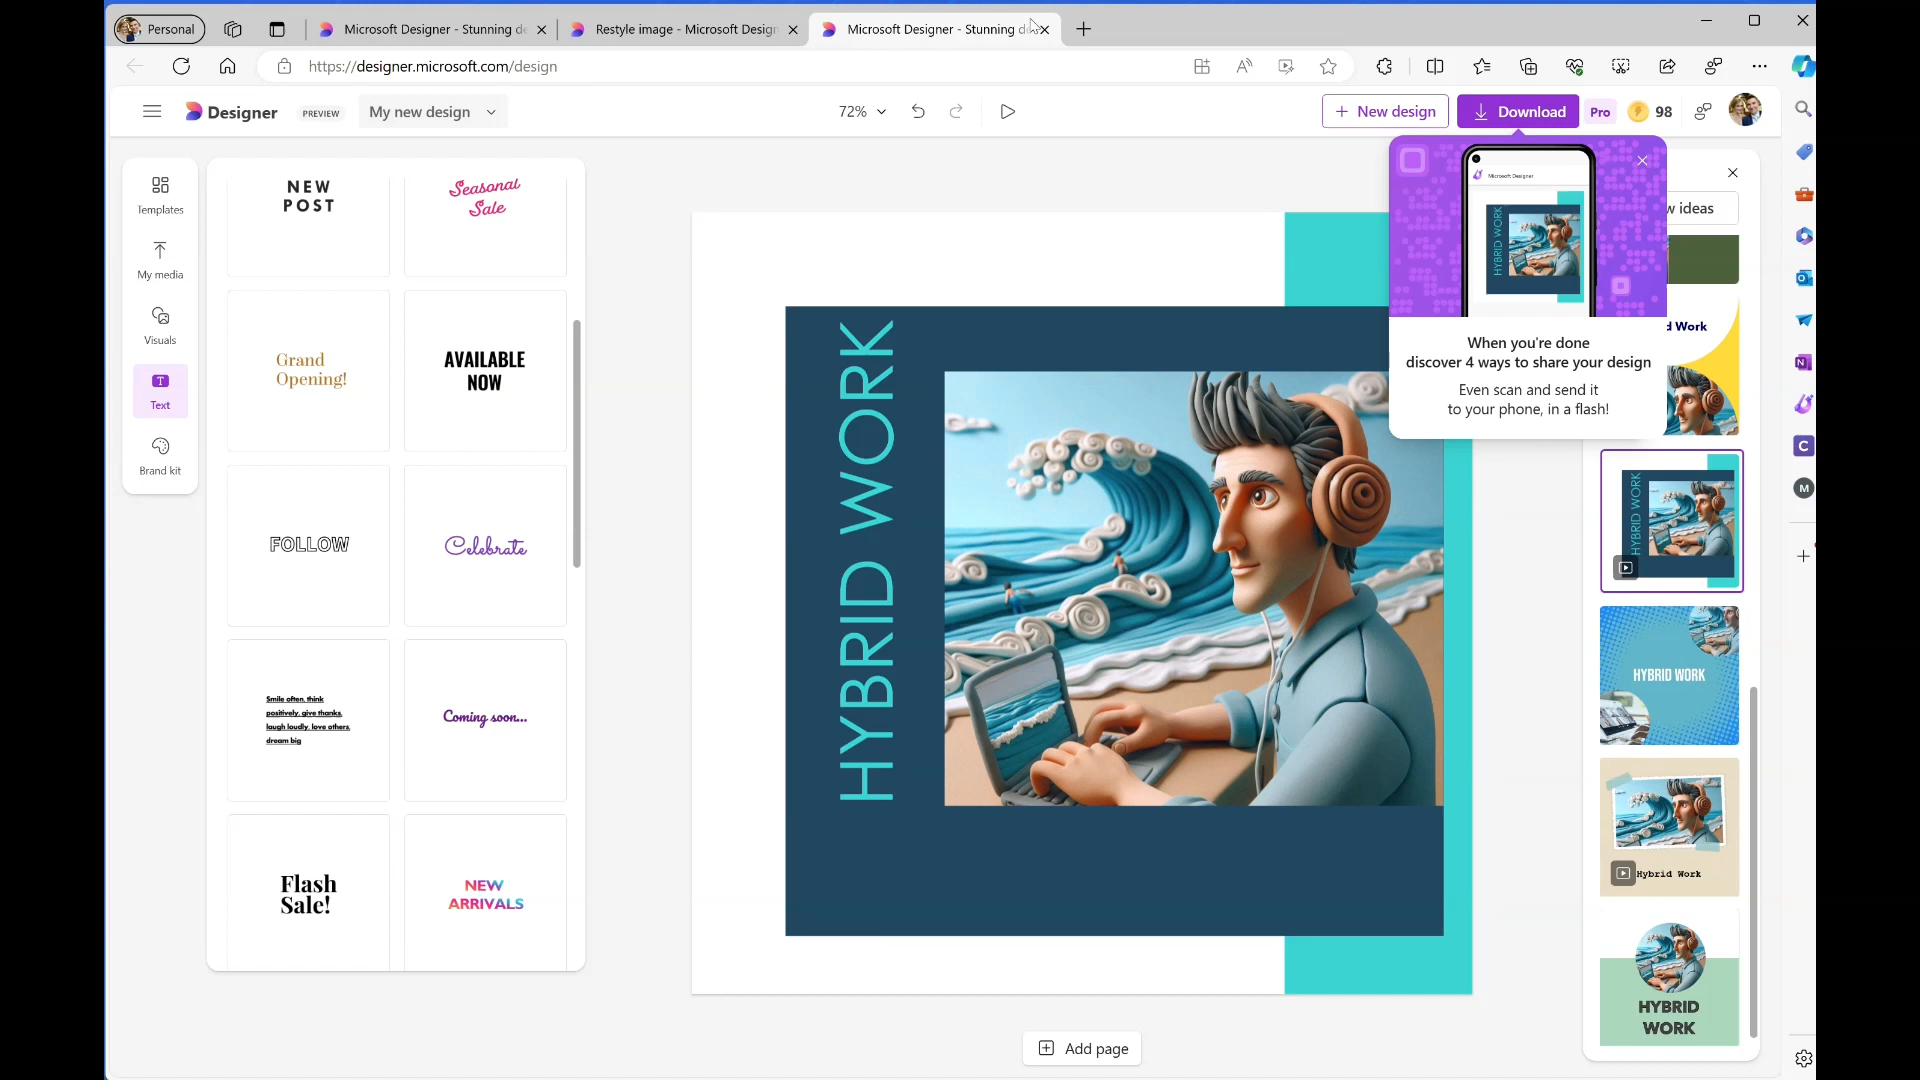 Personal
Microsoft Designer - Stunning de
Restyle image - Microsoft Design
Microsoft Designer - Stunning d
https://designer.microsoft.com/design
Designer
PREVIEW
My new design
72%
New design
Download
Pro
98
Templates
My media
Visuals
Text
Brand kit
NEW
POST
Seasonal
Sale
Grand
Opening!
AVAILABLE
NOW
FOLLOW
Celebrate
Smile often, think
positively, give thanks,
laugh loudly, love others,
dream big
Coming soon...
Flash
Sale!
NEW
ARRIVALS
HYBRID WORK
Add page
Microsoft Designer
HYBRID WORK
When you're done
discover 4 ways to share your design
Even scan and send it
to your phone, in a flash!
w ideas
d Work
HYBRID WORK
HYBRID WORK
Hybrid Work
HYBRID
WORK
N
C
M